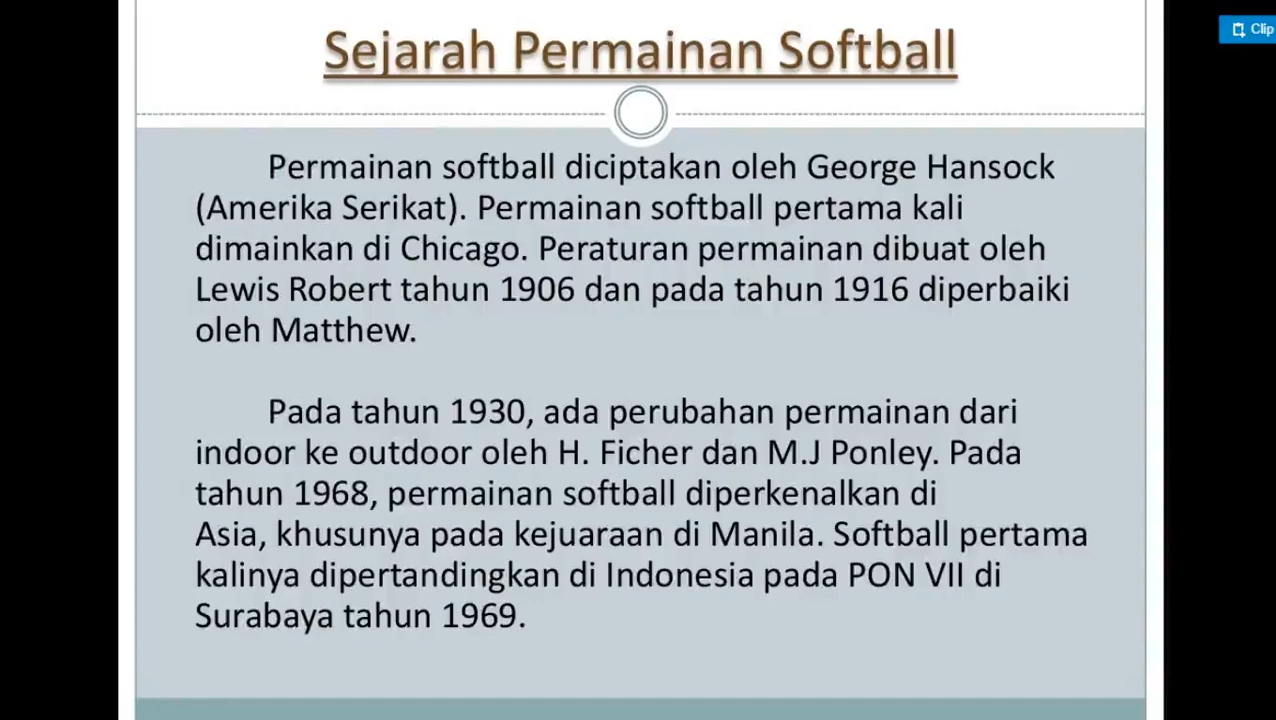 Sejarah Permainan Softball
Clip
Permainan softball diciptakan oleh George Hansock
(Amerika Serikat). Permainan softball pertama kali
dimainkan di Chicago. Peraturan permainan dibuat oleh
Lewis Robert tahun 1906 dan pada tahun 1916 diperbaiki
oleh Matthew.
Pada tahun 1930, ada perubahan permainan dari
indoor ke outdoor oleh H. Ficher dan M.J Ponley. Pada
tahun 1968, permainan softball diperkenalkan di
Asia, khusunya pada kejuaraan di Manila. Softball pertama
kalinya dipertandingkan di Indonesia pada PON VII di
Surabaya tahun 1969.